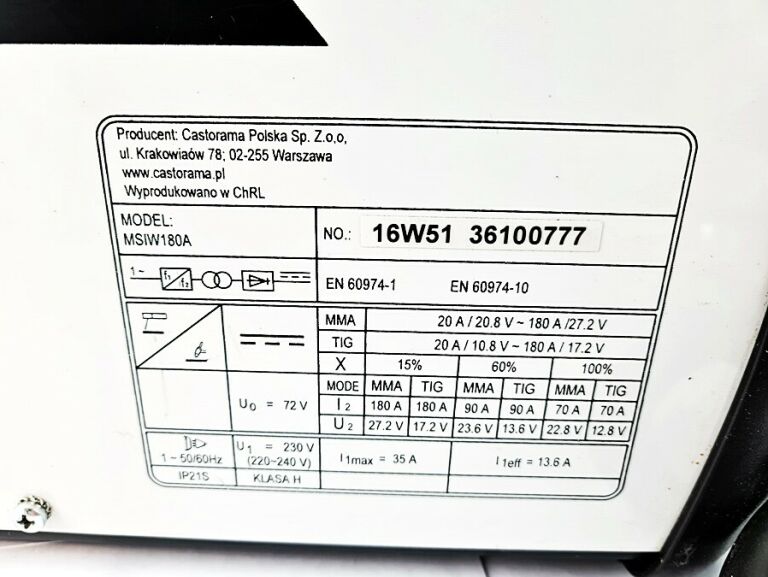 Producent: Castorama Polska Sp. Z.o,o,
ul. Krakowiaów 78; 02-255 Warszawa
www.castorama.pl
Wyprodukowano w ChRL
MODEL:
MSIW180A
NO.: 16W51 36100777
1~ f1 f2
EN 60974-1 EN 60974-10
MMA 20 A / 20.8 V ~ 180 A /27.2 V
TIG 20 A / 10.8 V ~ 180 A / 17.2 V
X 15% 60% 100%
MODE MMA TIG MMA TIG MMA TIG
U0 = 72V
I2 180 A 180 A 90 A 90 A 70 A 70 A
U2 27.2 V 17.2 V 23.6 V 13.6 V 22.8 V 12.8 V
1 ~ 50/60Hz
U1 = 230 V
(220~240 V)
I1max = 35 A
I1eff = 13.6 A
IP21S KLASA H